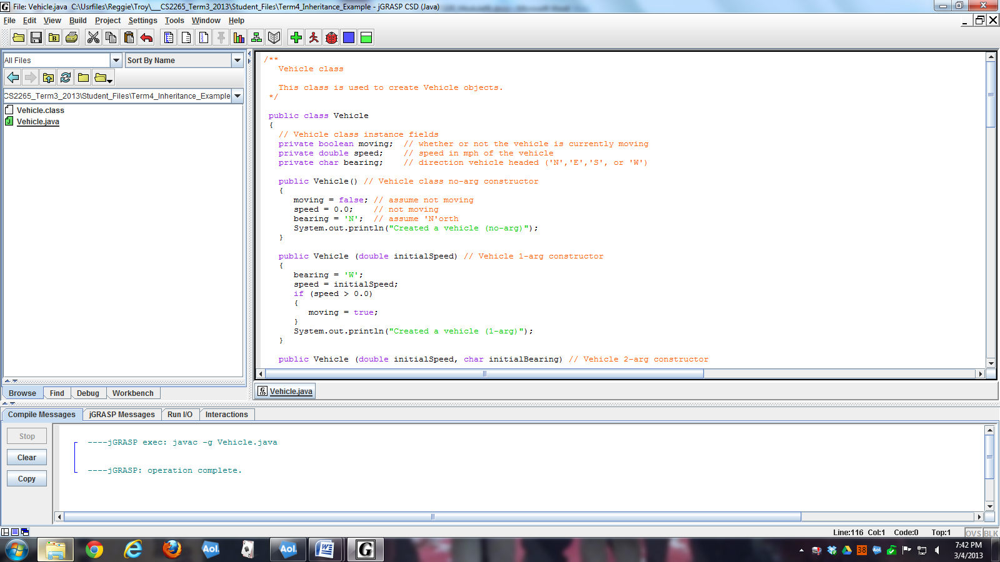 File: Vehicle.java  C:\Usrfiles\Reggie\Troy\___CS2265_Term3_2013\Student_Files\Term4_Inheritance_Example - jGRASP CSD (Java)
File Edit View Build Project Settings Tools Window Help
All Files
Sort By Name
CS2265_Term3_2013\Student_Files\Term4_Inheritance_Example
Vehicle.class
Vehicle.java
Browse Find Debug Workbench
/**
Vehicle class
This class is used to create Vehicle objects.
*/
public class Vehicle
{
// Vehicle class instance fields
private boolean moving;  // whether or not the vehicle is currently moving
private double speed;    // speed in mph of the vehicle
private char bearing;    // direction vehicle headed ('N','E','S', or 'W')
public Vehicle() // Vehicle class no-arg constructor
{
moving = false; // assume not moving
speed = 0.0;    // not moving
bearing = 'N';  // assume 'N'orth
System.out.println("Created a vehicle (no-arg)");
}
public Vehicle (double initialSpeed) // Vehicle 1-arg constructor
{
bearing = 'W';
speed = initialSpeed;
if (speed > 0.0)
{
moving = true;
}
System.out.println("Created a vehicle (1-arg)");
}
public Vehicle (double initialSpeed, char initialBearing) // Vehicle 2-arg constructor
Vehicle.java
Compile Messages jGRASP Messages Run I/O Interactions
Stop
Clear
Copy
----jGRASP exec: javac -g Vehicle.java
----jGRASP: operation complete.
Line:116 Col:1 Code:0 Top:1 OVS BLK
Aol.
Aol.
38
7:42 PM
3/4/2013